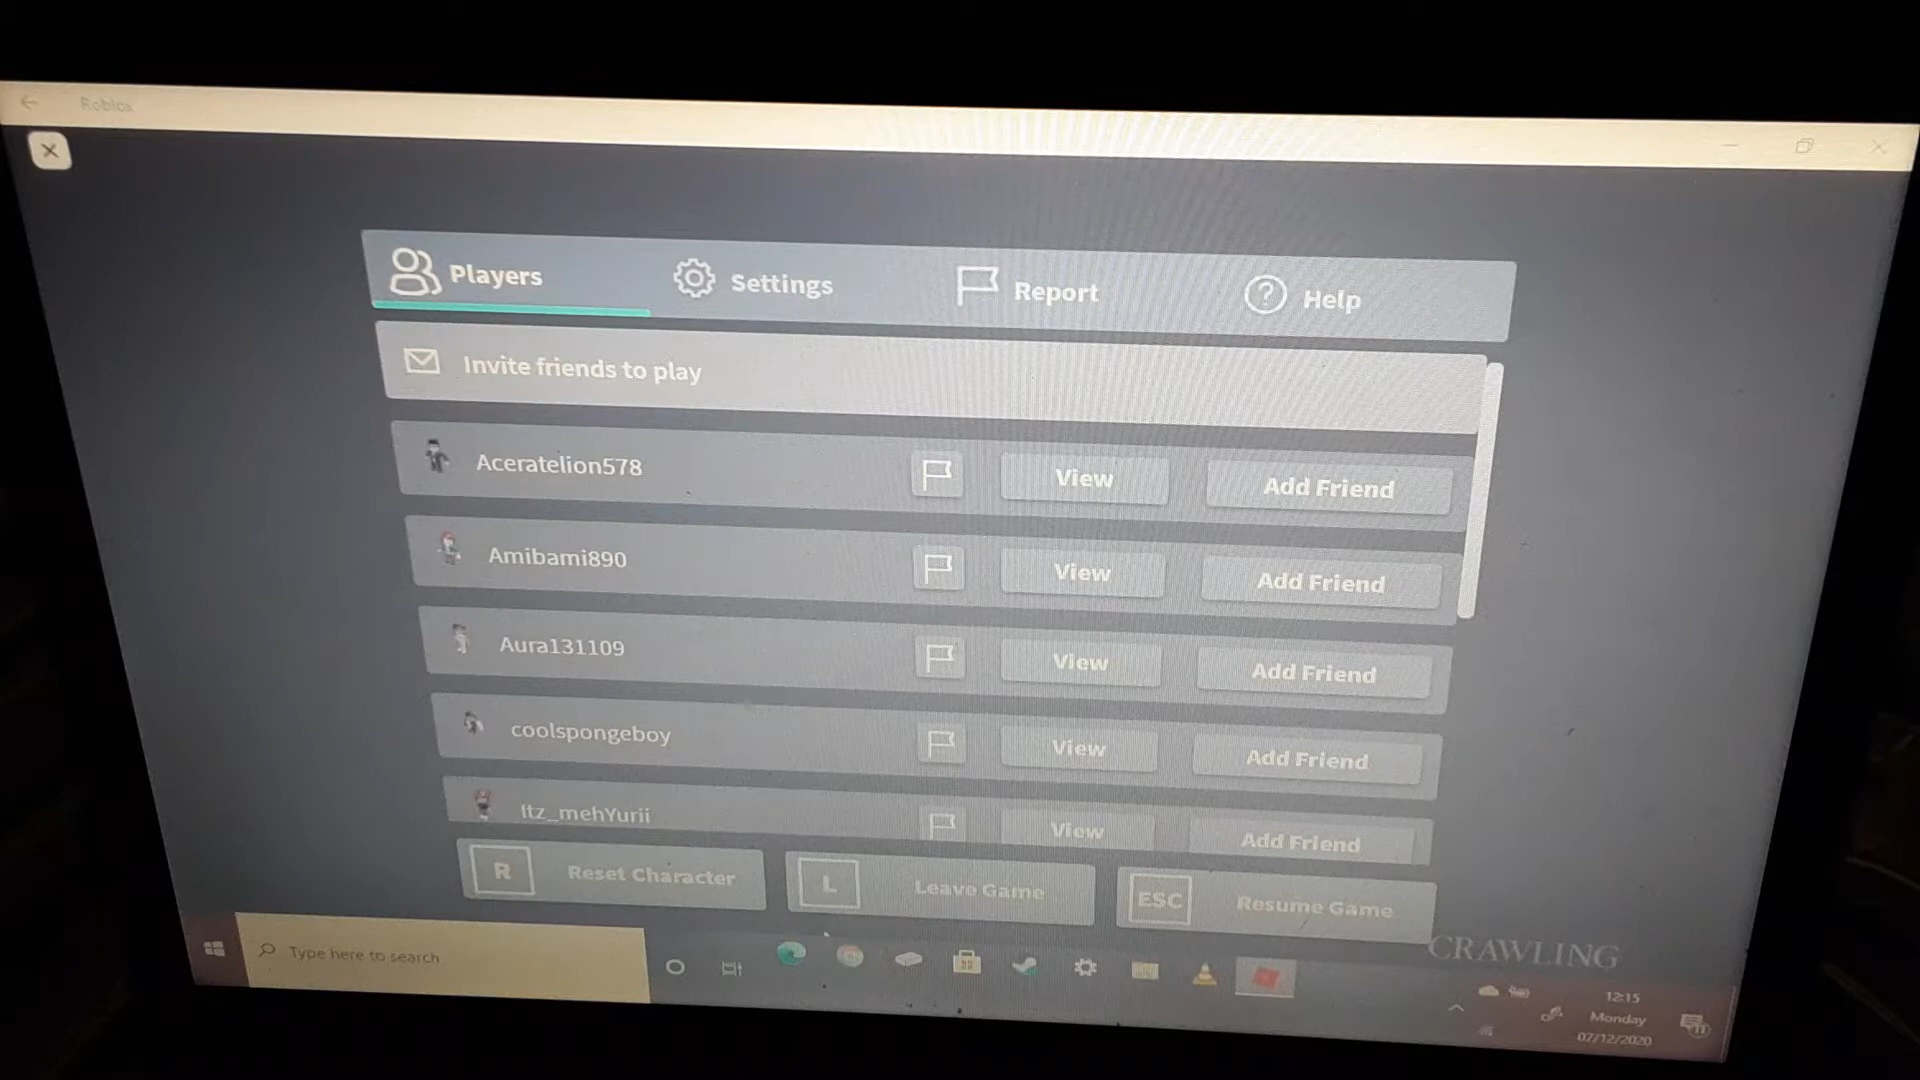 Roblox
Players
Settings
Report
Help
Invite friends to play
Aceratelion578
View
Add Friend
Amibami890
View
Add Friend
Aura131109
View
Add Friend
coolspongeboy
View
Add Friend
Itz_mehYurii
View
Add Friend
R
Reset Character
L
Leave Game
ESC
Resume Game
CRAWLING
Type here to search
12:15
Monday
07/12/2020
11